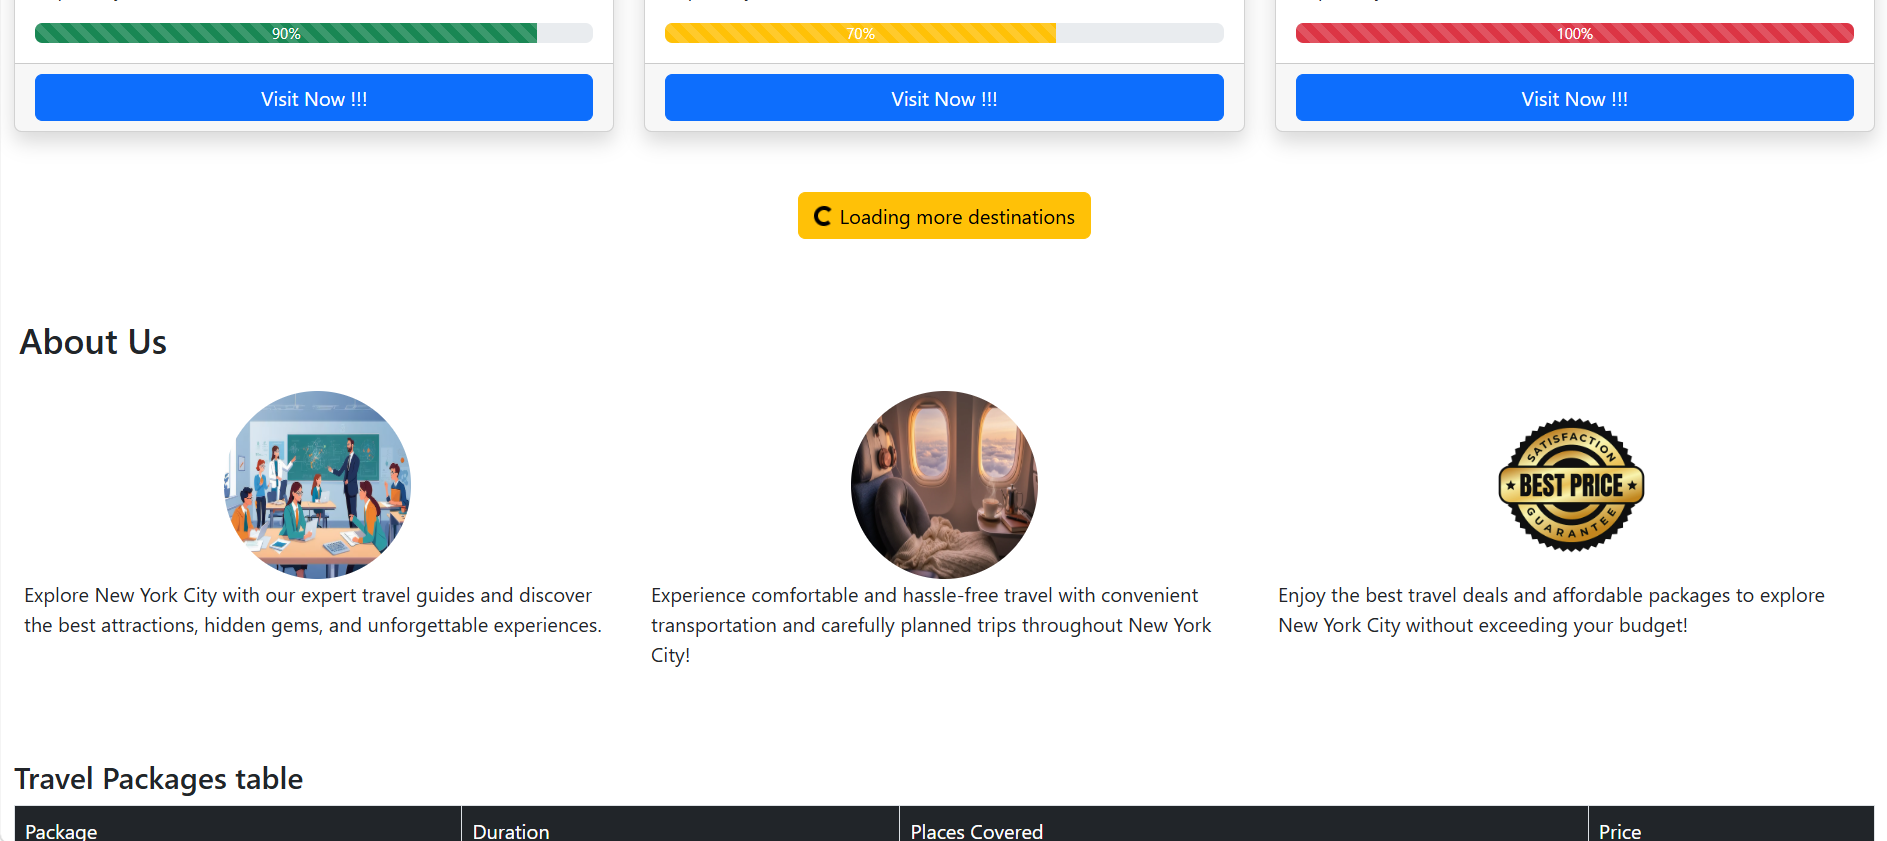 90%
70%
100%
Visit Now !!!
Visit Now !!!
Visit Now !!!
Loading more destinations
About Us
SATISFACTION
BEST PRICE
GUARANTEE
Explore New York City with our expert travel guides and discover
the best attractions, hidden gems, and unforgettable experiences.
Experience comfortable and hassle-free travel with convenient
transportation and carefully planned trips throughout New York
City!
Enjoy the best travel deals and affordable packages to explore
New York City without exceeding your budget!
Travel Packages table
Package
Duration
Places Covered
Price